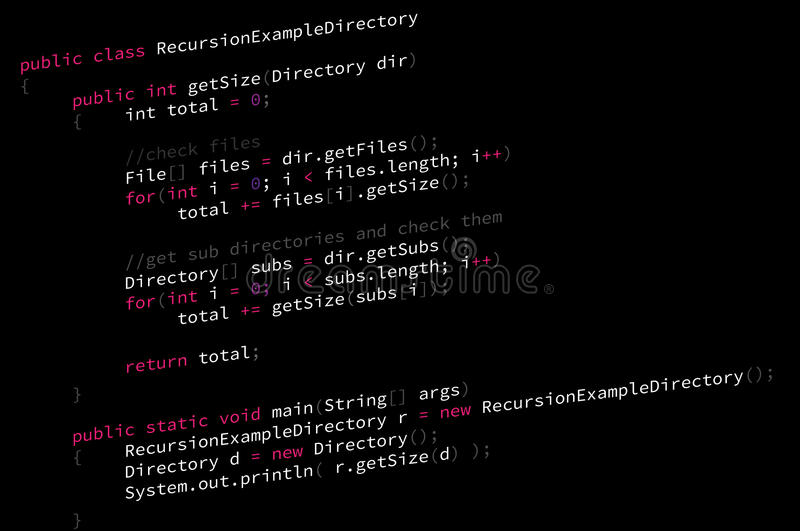 public class RecursionExampleDirectory
{
public int getSize(Directory dir)
{
int total = 0;
//check files
File[] files = dir.getFiles();
for(int i = 0; i < files.length; i++)
total += files[i].getSize();
//get sub directories and check them
Directory[] subs = dir.getSubs();
for(int i = 0; i < subs.length; i++)
total += getSize(subs[i]);
dreamstime®
return total;
}
public static void main(String[] args)
{
RecursionExampleDirectory r = new RecursionExampleDirectory();
Directory d = new Directory();
System.out.println( r.getSize(d) );
}